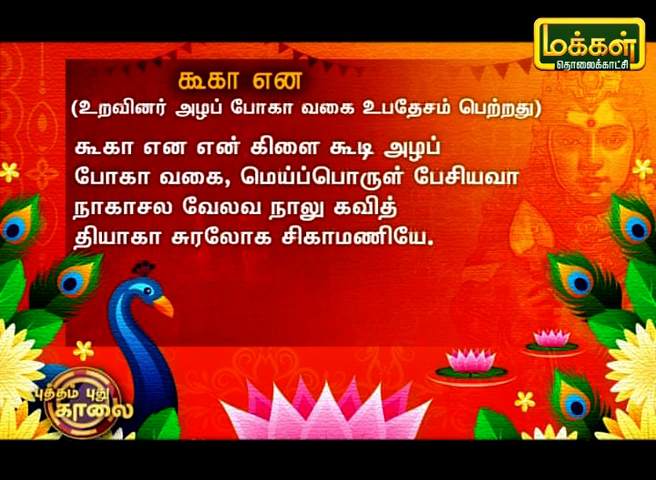 மக்கள்
தொலைக்காட்சி
கூகா என
(உறவினர் அழப் போகா வகை உபதேசம் பெற்றது)
கூகா என என் கிளை கூடி அழப்
போகா வகை, மெய்ப்பொருள் பேசியவா
நாகாசல வேலவ நாலு கவித்
தியாகா சுரலோக சிகாமணியே.
புத்தம் புது
காலை